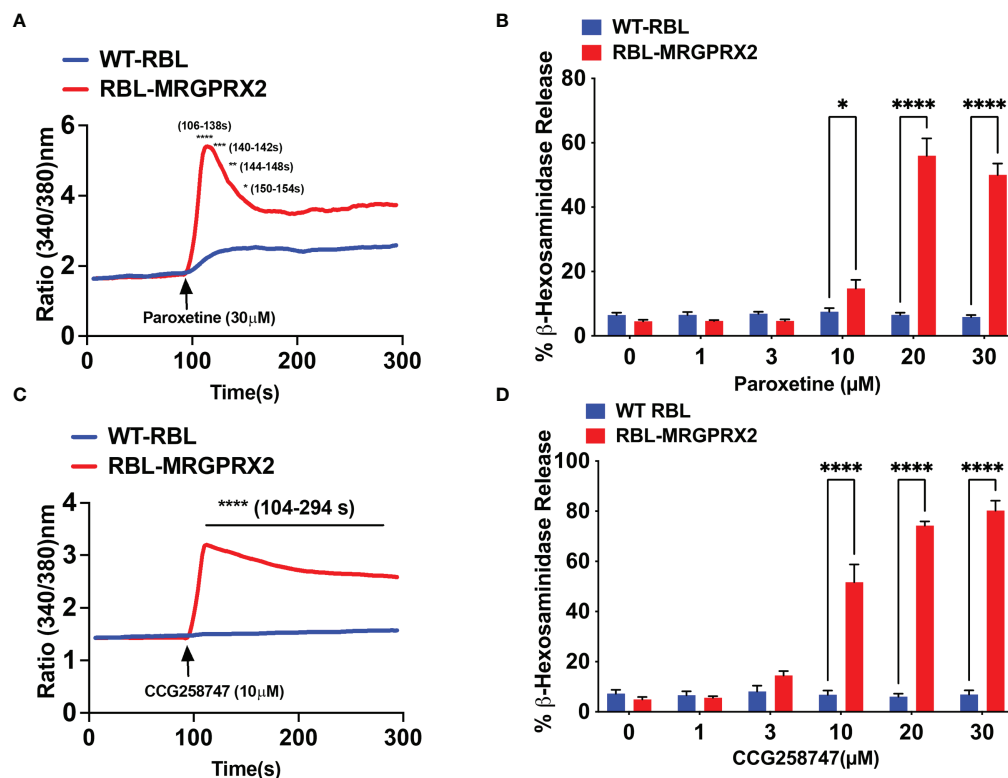 A
WT-RBL
RBL-MRGPRX2
Ratio (340/380)nm
6
4
2
0
(106-138s)
****
*** (140-142s)
** (144-148s)
* (150-154s)
Paroxetine (30μM)
0 100 200 300
Time(s)
B
WT-RBL
RBL-MRGPRX2
% β-Hexosaminidase Release
80
60
40
20
0
* **** ****
0 1 3 10 20 30
Paroxetine (µM)
C
WT-RBL
RBL-MRGPRX2
Ratio (340/380)nm
4
3
2
1
0
**** (104-294 s)
CCG258747 (10μM)
0 100 200 300
Time(s)
D
WT RBL
RBL-MRGPRX2
% β-Hexosaminidase Release
100
80
60
40
20
0
**** **** ****
0 1 3 10 20 30
CCG258747(µM)